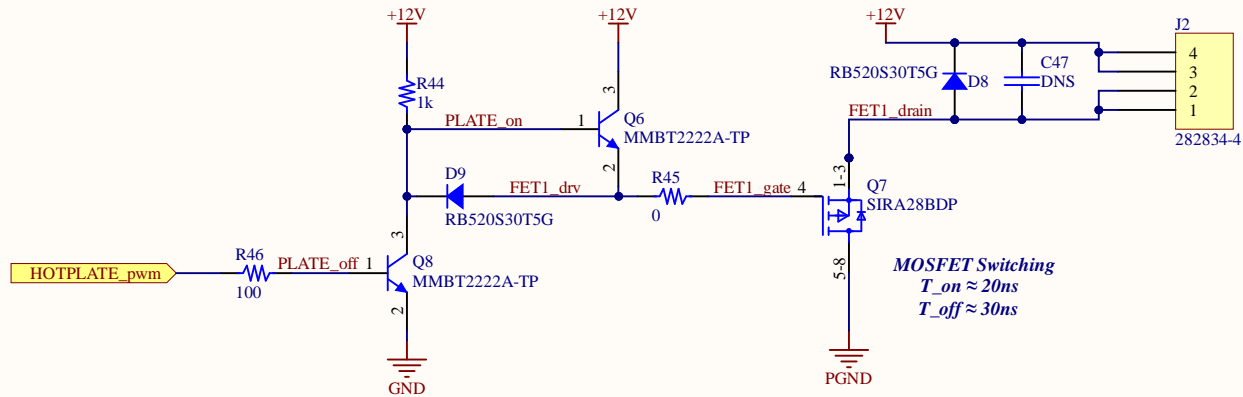 +12V
+12V
+12V
J2
R44
1k
3
PLATE_on
1
Q6
MMBT2222A-TP
2
RB520S30T5G
D8
C47
DNS
4
3
2
1
282834-4
FET1_drain
D9
RB520S30T5G
FET1_drv
R45
0
FET1_gate
4
1-3
Q7
SIRA28BDP
5-8
HOTPLATE_pwm
R46
100
PLATE_off
1
3
Q8
MMBT2222A-TP
2
MOSFET Switching
T_on ≈ 20ns
T_off ≈ 30ns
GND
PGND